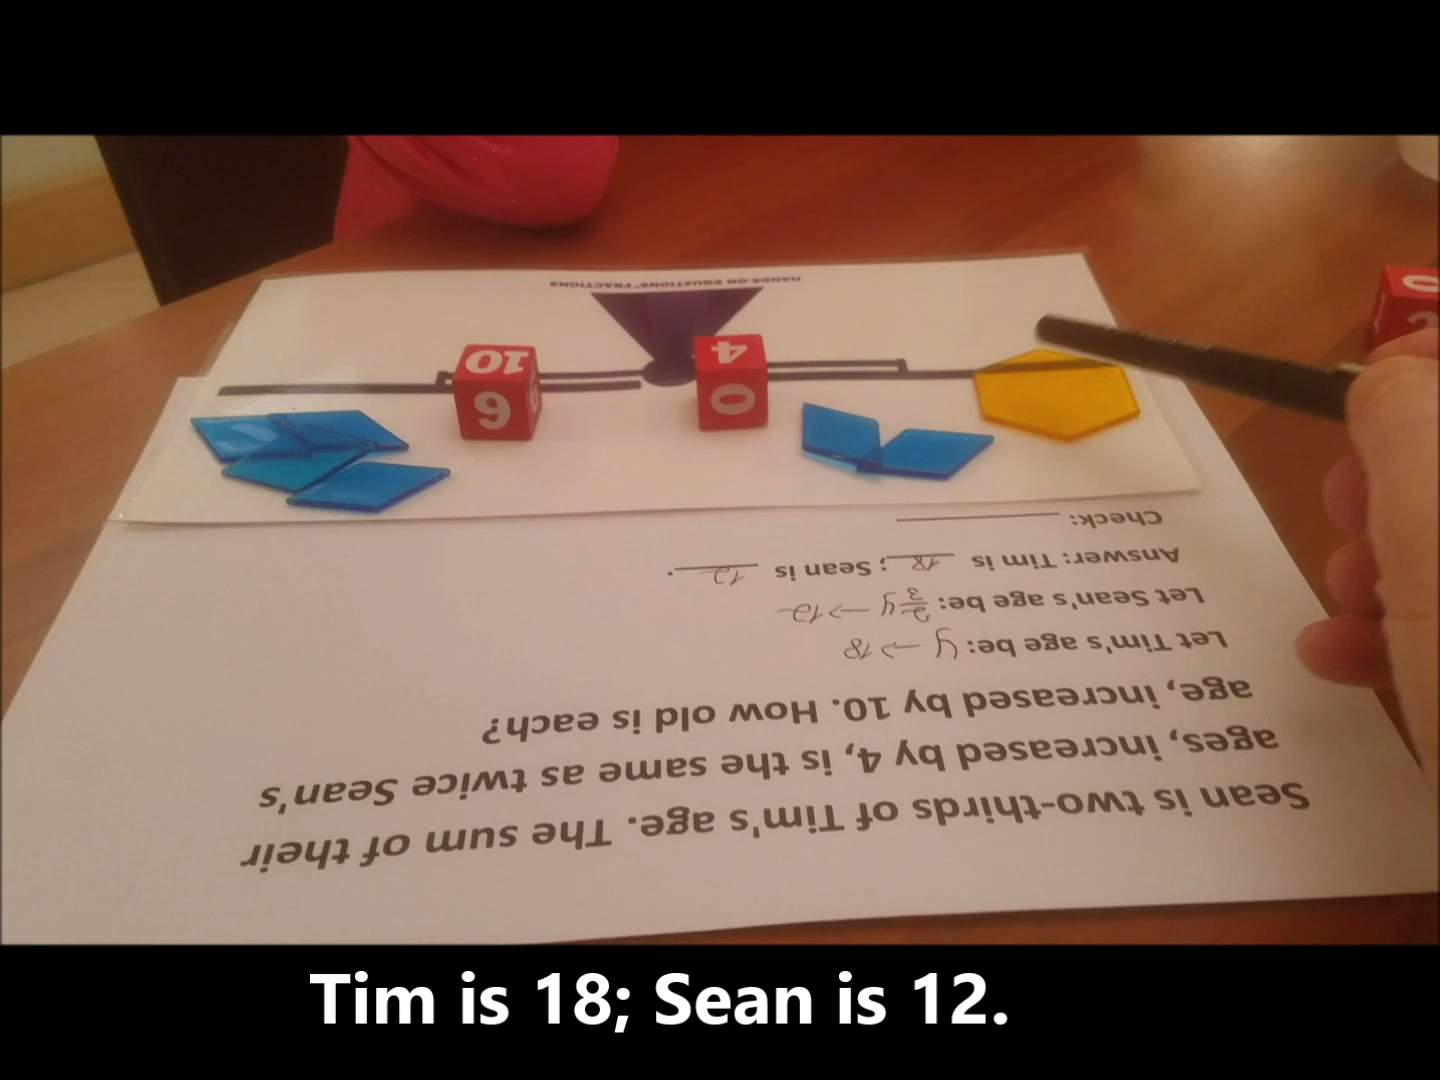 Sean is two-thirds of Tim's age. The sum of their
ages, increased by 4, is the same as twice Sean's
age, increased by 10. How old is each?
Let Tim's age be: y → 18
Let Sean's age be: 2/3 y → 12
Answer: Tim is 18; Sean is 12.
Check:
4
0
10
6
HANDS-ON EQUATIONS® FRACTIONS
0
Tim is 18; Sean is 12.